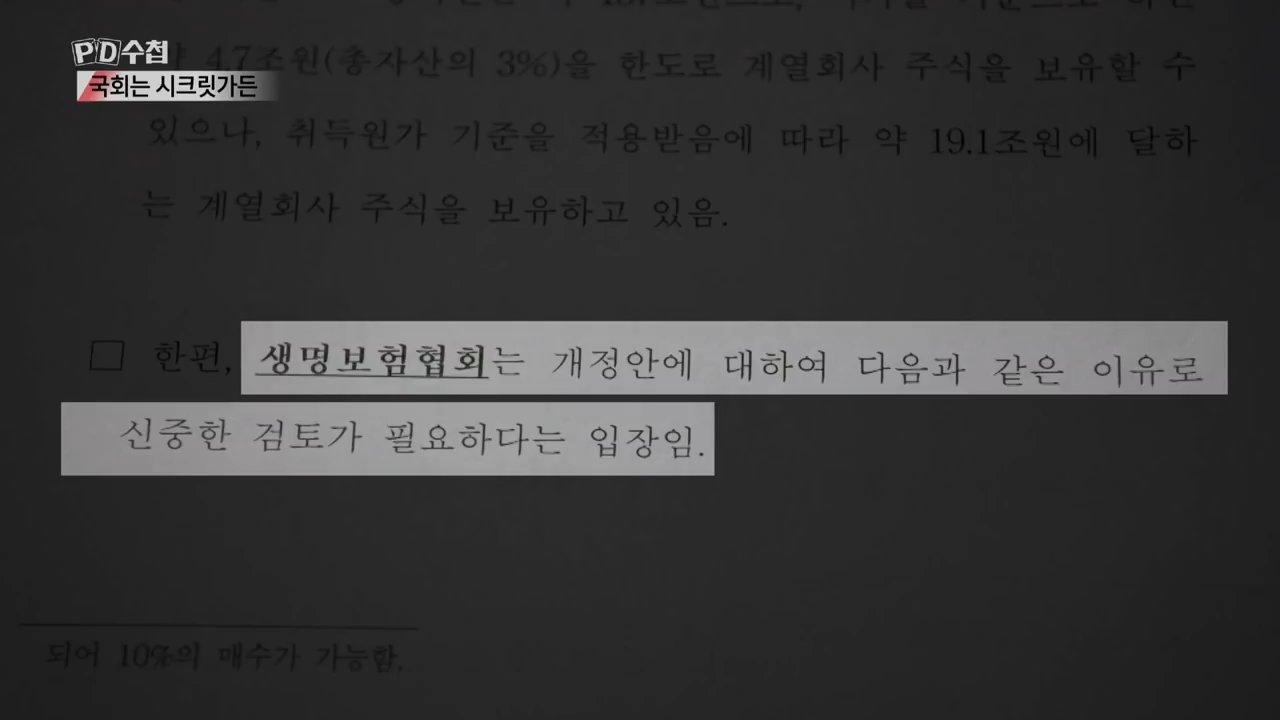 PD수첩
국회는 시크릿가든
4.7조원(총자산의 3%)을 한도로 계열회사 주식을 보유할 수
있으나, 취득원가 기준을 적용받음에 따라 약 19.1조원에 달하
는 계열회사 주식을 보유하고 있음.
□ 한편, 생명보험협회는 개정안에 대하여 다음과 같은 이유로
신중한 검토가 필요하다는 입장임.
되어 10%의 매수가 가능함.